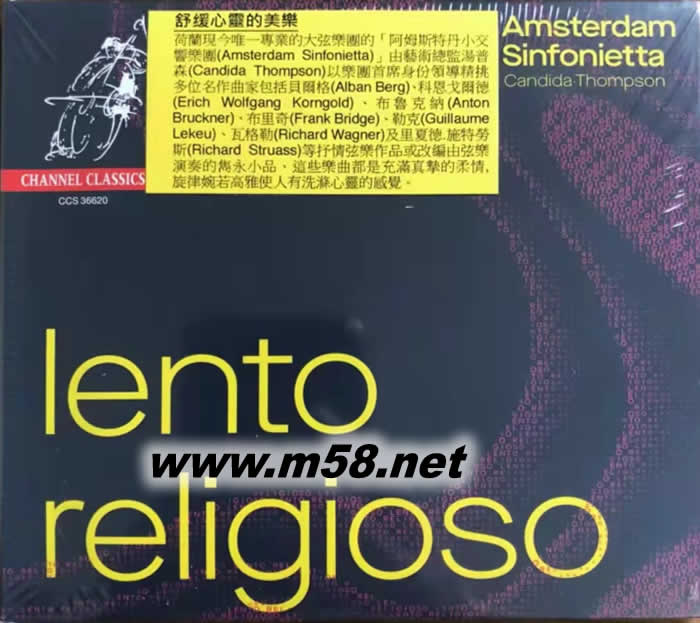 舒缓心靈的美樂
荷蘭現今唯一專業的大弦樂團的「阿姆斯特丹小交
響樂團(Amsterdam Sinfonietta)」由藝術總監湯普
森(Candida Thompson)以樂團首席身份領導精挑
多位名作曲家包括貝爾格(Alban Berg)、科恩戈爾德
(Erich Wolfgang Korngold)、布魯克納(Anton
Bruckner)、布里奇(Frank Bridge)、勒克(Guillaume
Lekeu)、瓦格勒(Richard Wagner)及里夏德.施特勞
斯(Richard Struass)等抒情弦樂作品或改編由弦樂
演奏的雋永小品、這些樂曲都是充滿真摯的柔情,
旋律婉若高雅使人有洗滌心靈的感覺。
Amsterdam
Sinfonietta
Candida Thompson
CHANNEL CLASSICS
CCS 36620
lento
www.m58.net
religioso